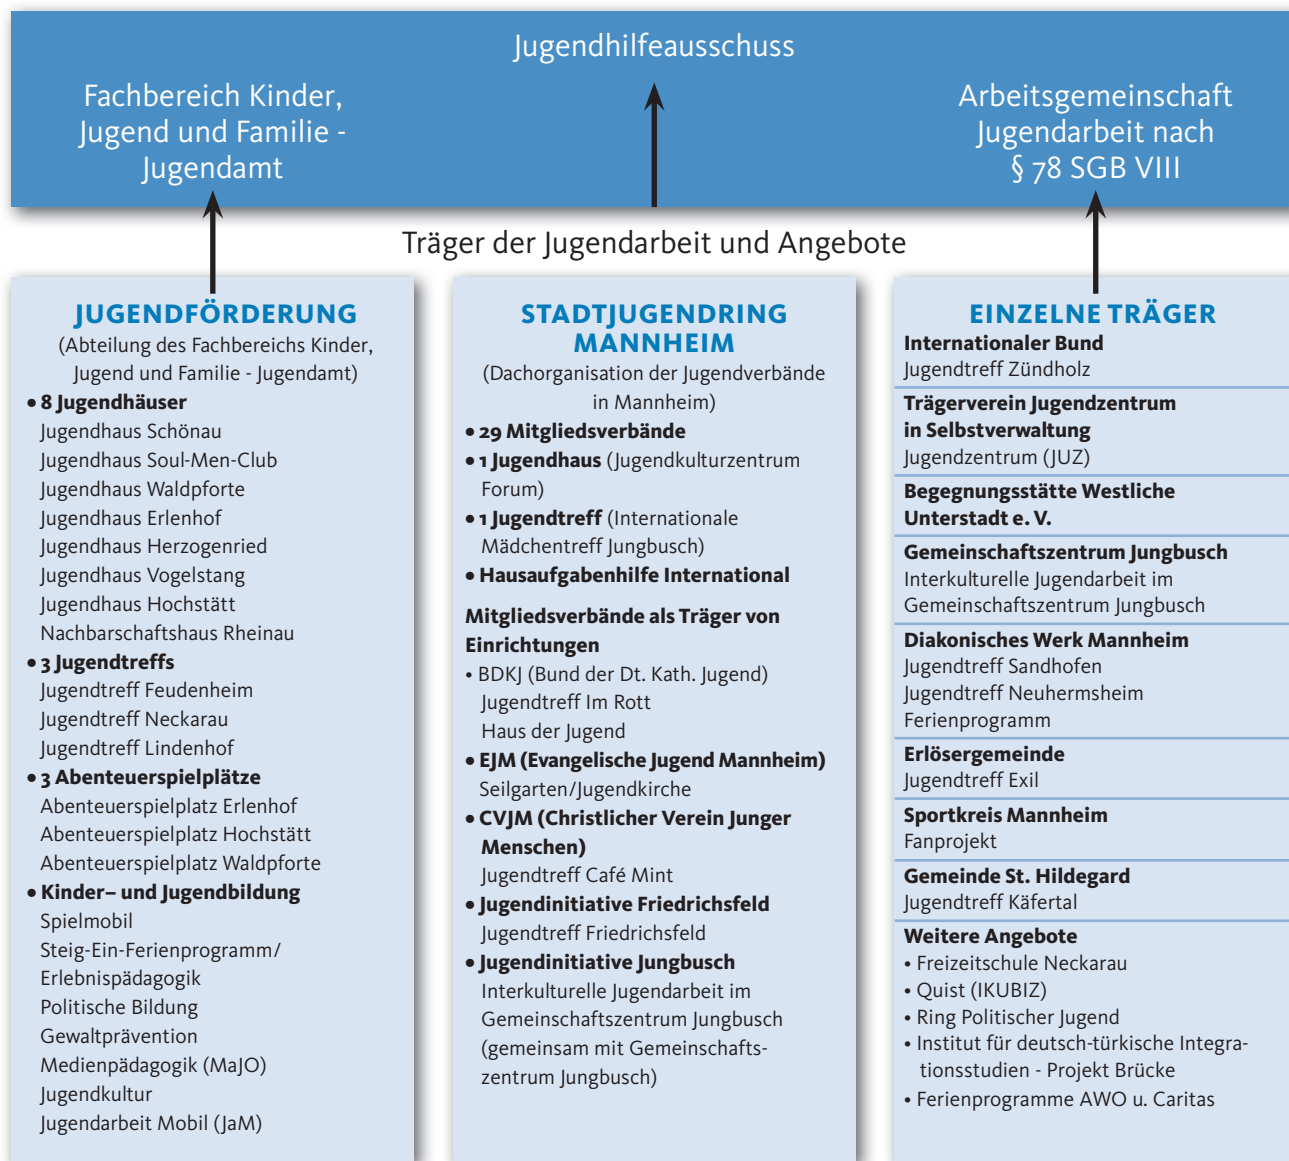 Jugendhilfeausschuss
Fachbereich Kinder,
Jugend und Familie -
Jugendamt
Arbeitsgemeinschaft
Jugendarbeit nach
§ 78 SGB VIII
Träger der Jugendarbeit und Angebote
JUGENDFÖRDERUNG
(Abteilung des Fachbereichs Kinder,
Jugend und Familie - Jugendamt)
• 8 Jugendhäuser
Jugendhaus Schönau
Jugendhaus Soul-Men-Club
Jugendhaus Waldpforte
Jugendhaus Erlenhof
Jugendhaus Herzogenried
Jugendhaus Vogelstang
Jugendhaus Hochstätt
Nachbarschaftshaus Rheinau
• 3 Jugendtreffs
Jugendtreff Feudenheim
Jugendtreff Neckarau
Jugendtreff Lindenhof
• 3 Abenteuerspielplätze
Abenteuerspielplatz Erlenhof
Abenteuerspielplatz Hochstätt
Abenteuerspielplatz Waldpforte
• Kinder– und Jugendbildung
Spielmobil
Steig-Ein-Ferienprogramm/
Erlebnispädagogik
Politische Bildung
Gewaltprävention
Medienpädagogik (MaJO)
Jugendkultur
Jugendarbeit Mobil (JaM)
STADTJUGENDRING
MANNHEIM
(Dachorganisation der Jugendverbände
in Mannheim)
• 29 Mitgliedsverbände
• 1 Jugendhaus (Jugendkulturzentrum
Forum)
• 1 Jugendtreff (Internationale
Mädchentreff Jungbusch)
• Hausaufgabenhilfe International
Mitgliedsverbände als Träger von
Einrichtungen
• BDKJ (Bund der Dt. Kath. Jugend)
Jugendtreff Im Rott
Haus der Jugend
• EJM (Evangelische Jugend Mannheim)
Seilgarten/Jugendkirche
• CVJM (Christlicher Verein Junger
Menschen)
Jugendtreff Café Mint
• Jugendinitiative Friedrichsfeld
Jugendtreff Friedrichsfeld
• Jugendinitiative Jungbusch
Interkulturelle Jugendarbeit im
Gemeinschaftszentrum Jungbusch
(gemeinsam mit Gemeinschafts-
zentrum Jungbusch)
EINZELNE TRÄGER
Internationaler Bund
Jugendtreff Zündholz
Trägerverein Jugendzentrum
in Selbstverwaltung
Jugendzentrum (JUZ)
Begegnungsstätte Westliche
Unterstadt e. V.
Gemeinschaftszentrum Jungbusch
Interkulturelle Jugendarbeit im
Gemeinschaftszentrum Jungbusch
Diakonisches Werk Mannheim
Jugendtreff Sandhofen
Jugendtreff Neuhermsheim
Ferienprogramm
Erlösergemeinde
Jugendtreff Exil
Sportkreis Mannheim
Fanprojekt
Gemeinde St. Hildegard
Jugendtreff Käfertal
Weitere Angebote
• Freizeitschule Neckarau
• Quist (IKUBIZ)
• Ring Politischer Jugend
• Institut für deutsch-türkische Integra-
tionsstudien - Projekt Brücke
• Ferienprogramme AWO u. Caritas